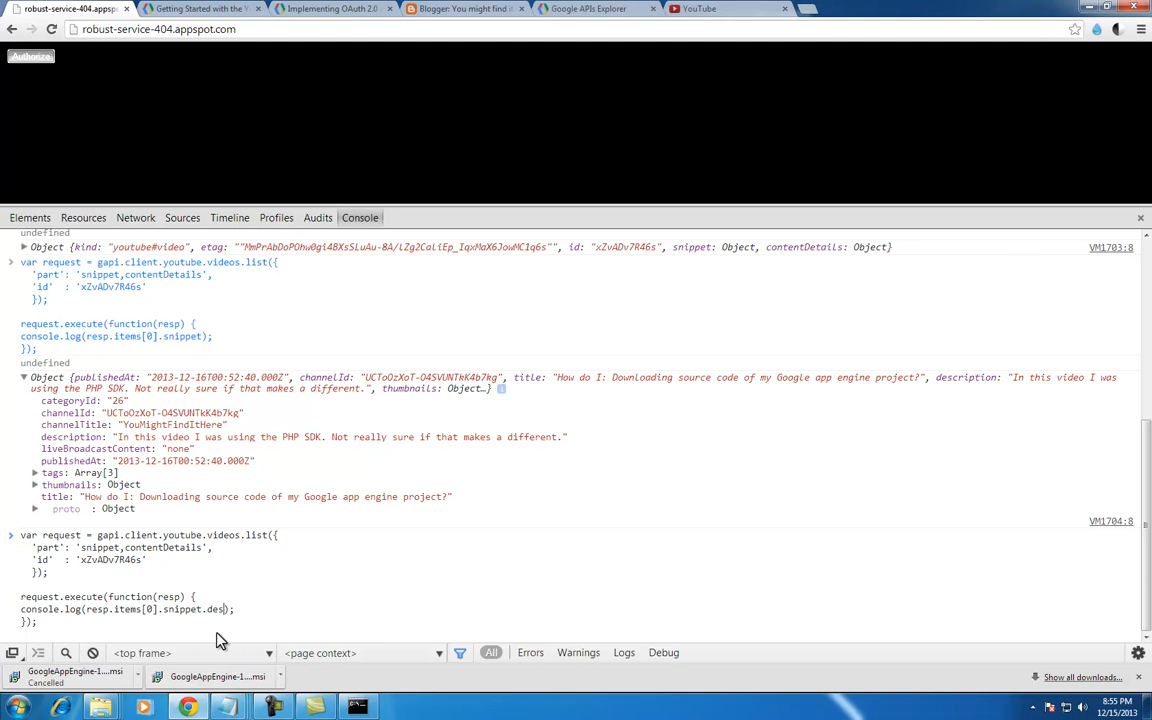 robust-service-404.appspo
Getting Started with the Y
Implementing OAuth 2.0
Blogger: You might find it
Google APIs Explorer
YouTube
robust-service-404.appspot.com
Authorize
Elements Resources Network Sources Timeline Profiles Audits Console
undefined
Object {kind: "youtube#video", etag: ""MmPrAbDoPOhw0gi4BXsSLuAu-8A/lZg2CaliEp_IqxMaX6JowMC1q6s"", id: "xZvADv7R46s", snippet: Object, contentDetails: Object} VM1703:8
var request = gapi.client.youtube.videos.list({
'part': 'snippet,contentDetails',
'id' : 'xZvADv7R46s'
});
request.execute(function(resp) {
console.log(resp.items[0].snippet);
});
undefined
Object {publishedAt: "2013-12-16T00:52:40.000Z", channelId: "UCToOzXoT-O4SVUNTkK4b7kg", title: "How do I: Downloading source code of my Google app engine project?", description: "In this video I was
using the PHP SDK. Not really sure if that makes a different.", thumbnails: Object…}
categoryId: "26"
channelId: "UCToOzXoT-O4SVUNTkK4b7kg"
channelTitle: "YouMightFindItHere"
description: "In this video I was using the PHP SDK. Not really sure if that makes a different."
liveBroadcastContent: "none"
publishedAt: "2013-12-16T00:52:40.000Z"
tags: Array[3]
thumbnails: Object
title: "How do I: Downloading source code of my Google app engine project?"
proto : Object
VM1704:8
var request = gapi.client.youtube.videos.list({
'part': 'snippet,contentDetails',
'id' : 'xZvADv7R46s'
});
request.execute(function(resp) {
console.log(resp.items[0].snippet.des);
});
<top frame> <page context> All Errors Warnings Logs Debug
GoogleAppEngine-1....msi
Cancelled
GoogleAppEngine-1....msi
Show all downloads...
8:55 PM
12/15/2013